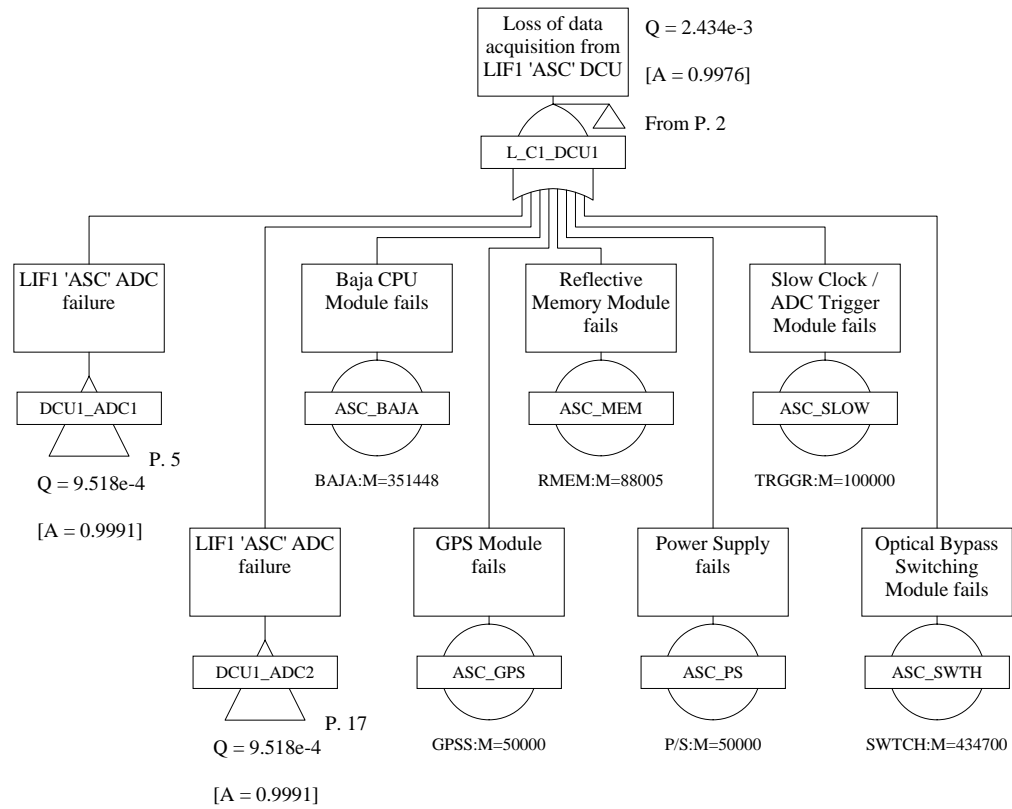 Loss of data
acquisition from
LIF1 'ASC' DCU
Q = 2.434e-3
[A = 0.9976]
From P. 2
L_C1_DCU1
LIF1 'ASC' ADC
failure
DCU1_ADC1
P. 5
Q = 9.518e-4
[A = 0.9991]
Baja CPU
Module fails
ASC_BAJA
BAJA:M=351448
Reflective
Memory Module
fails
ASC_MEM
RMEM:M=88005
Slow Clock /
ADC Trigger
Module fails
ASC_SLOW
TRGGR:M=100000
LIF1 'ASC' ADC
failure
DCU1_ADC2
P. 17
Q = 9.518e-4
[A = 0.9991]
GPS Module
fails
ASC_GPS
GPSS:M=50000
Power Supply
fails
ASC_PS
P/S:M=50000
Optical Bypass
Switching
Module fails
ASC_SWTH
SWTCH:M=434700